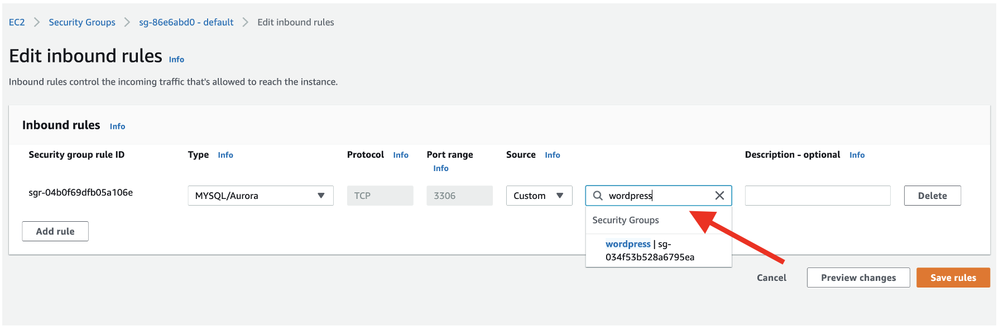 EC2 > Security Groups > sg-86e6abd0 - default > Edit inbound rules
Edit inbound rules Info
Inbound rules control the incoming traffic that's allowed to reach the instance.
Inbound rules Info
Security group rule ID Type Info Protocol Info Port range Info Source Info Description - optional Info
sgr-04b0f69dfb05a106e MYSQL/Aurora TCP 3306 Custom wordpress Delete
Security Groups
wordpress | sg-
034f53b528a6795ea
Add rule
Cancel Preview changes Save rules